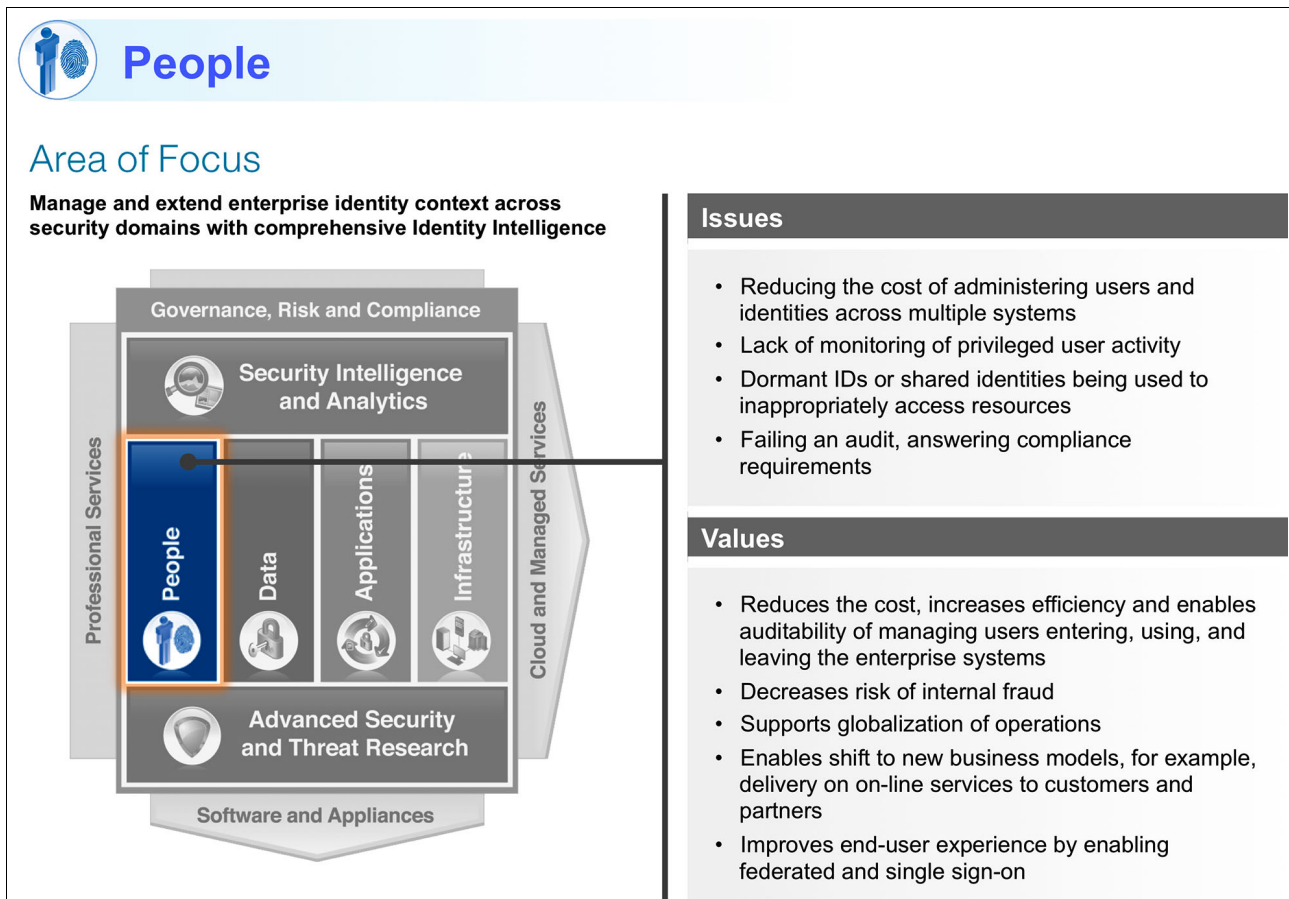 People
Area of Focus
Manage and extend enterprise identity context across
security domains with comprehensive Identity Intelligence
Governance, Risk and Compliance
Security Intelligence
and Analytics
Professional Services
People
Data
Applications
Infrastructure
Cloud and Managed Services
Advanced Security
and Threat Research
Software and Appliances
Issues
• Reducing the cost of administering users and
identities across multiple systems
• Lack of monitoring of privileged user activity
• Dormant IDs or shared identities being used to
inappropriately access resources
• Failing an audit, answering compliance
requirements
Values
• Reduces the cost, increases efficiency and enables
auditability of managing users entering, using, and
leaving the enterprise systems
• Decreases risk of internal fraud
• Supports globalization of operations
• Enables shift to new business models, for example,
delivery on on-line services to customers and
partners
• Improves end-user experience by enabling
federated and single sign-on